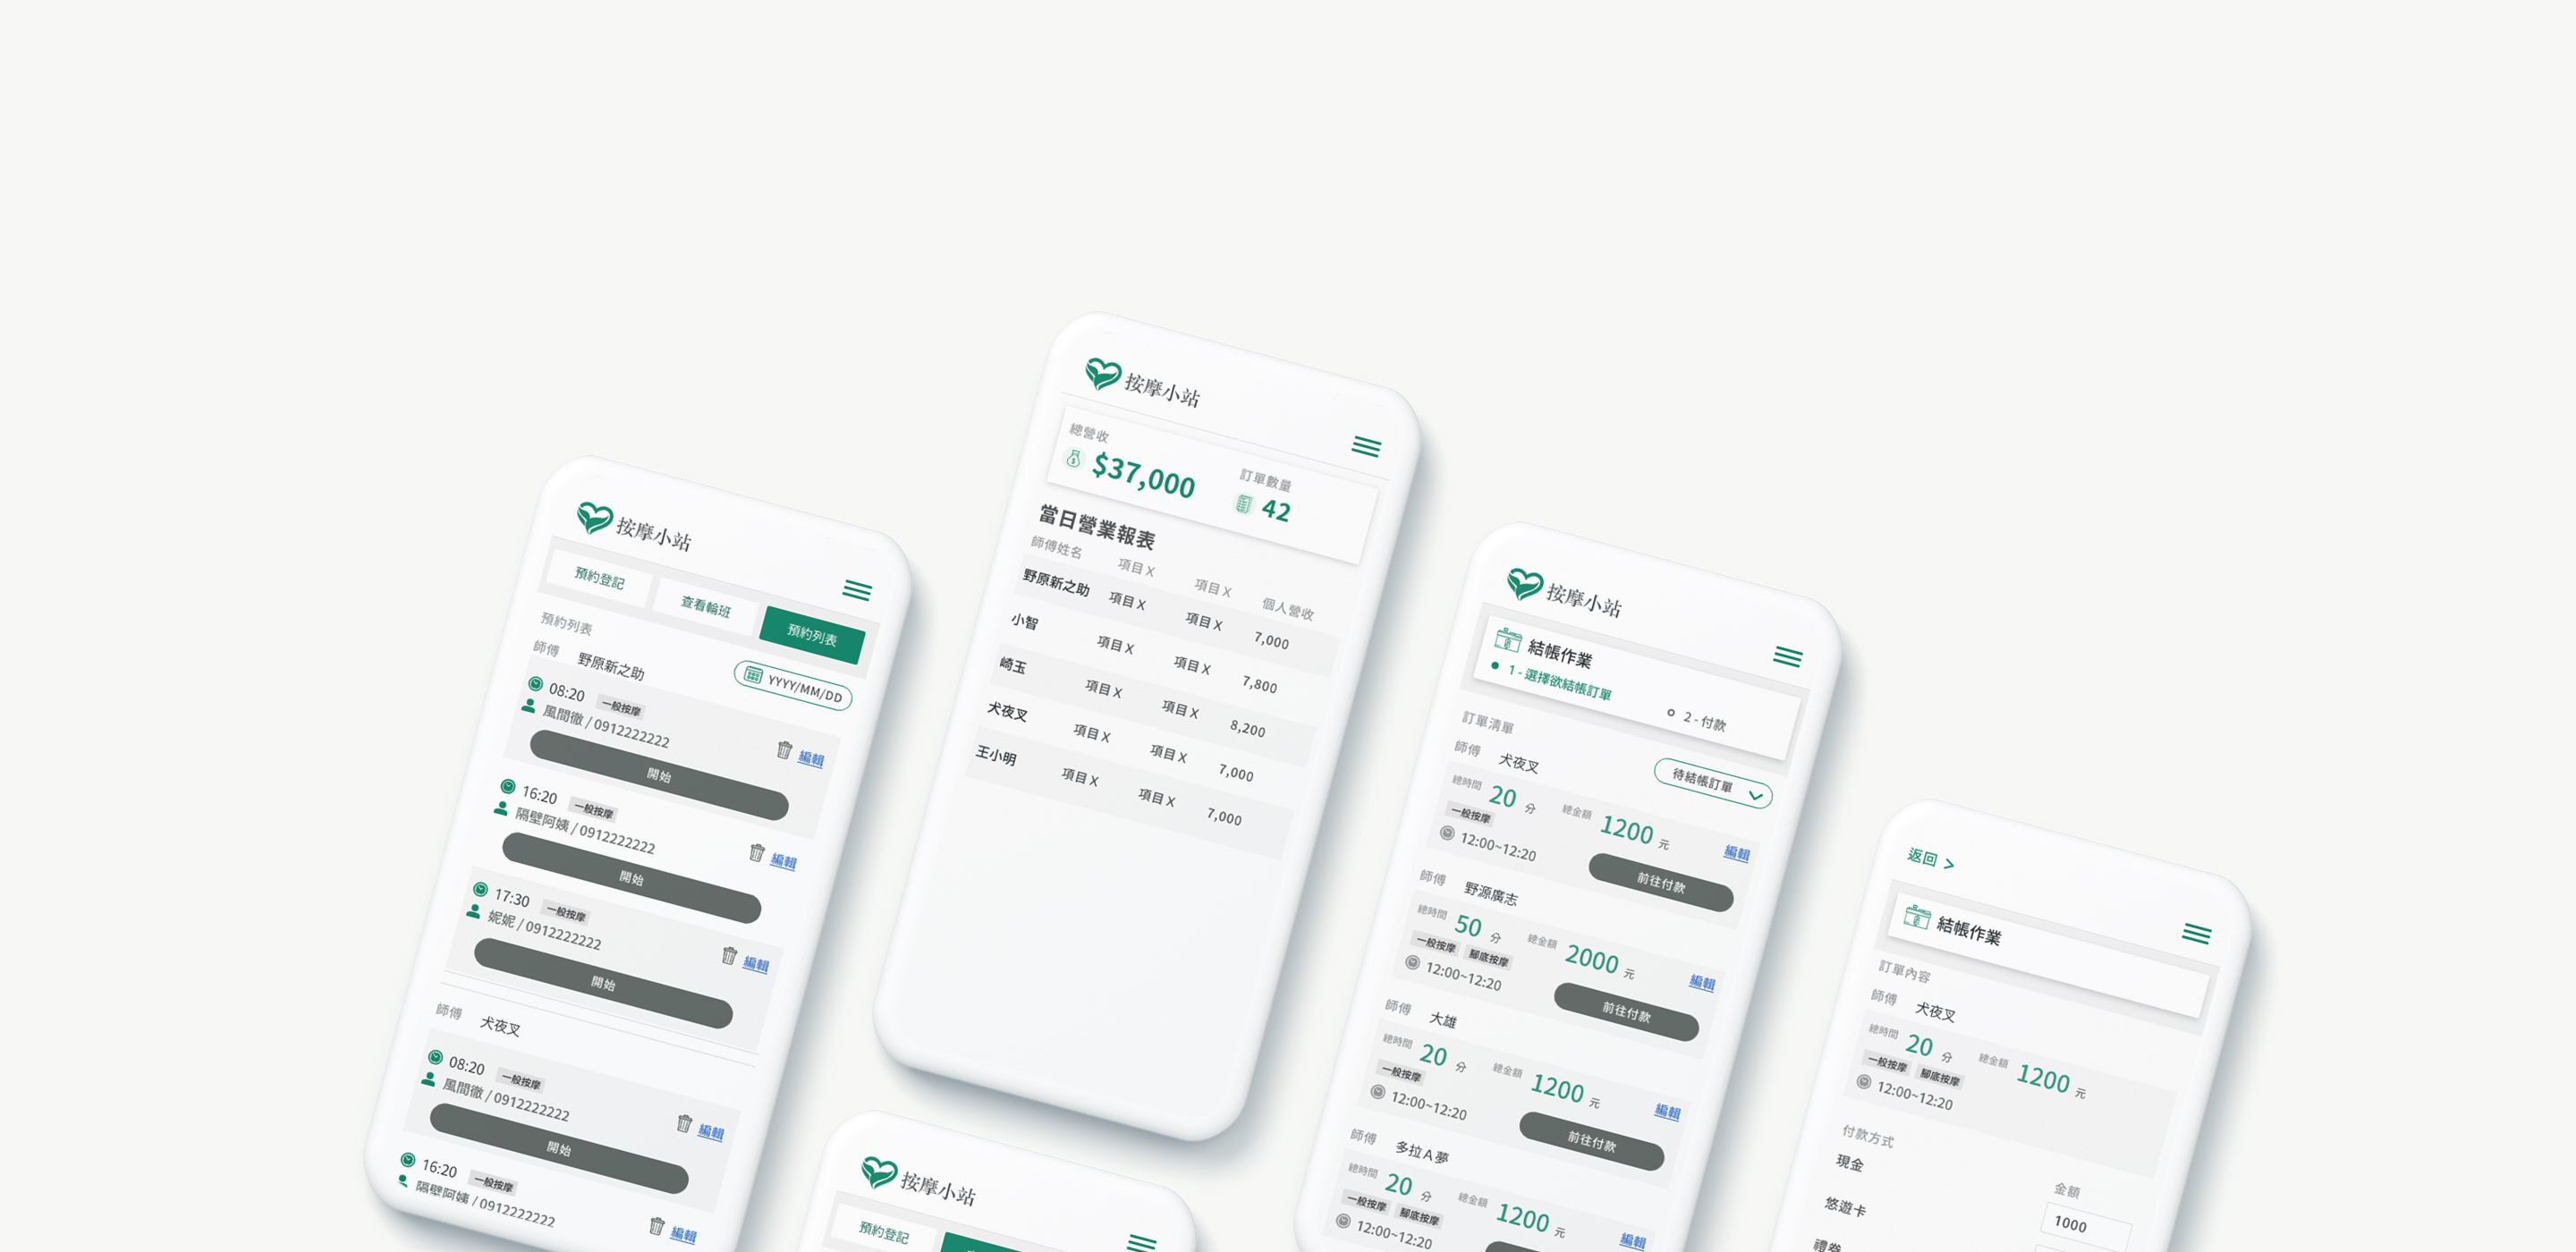 按摩小站
預約登記
查看輪班
預約列表
預約列表
師傅 野原新之助
YYYY/MM/DD
08:20 一般按摩
風間徹 / 0912222222
編輯
開始
16:20 一般按摩
隔壁阿姨 / 0912222222
編輯
開始
17:30 一般按摩
妮妮 / 0912222222
編輯
開始
師傅 犬夜叉
08:20 一般按摩
風間徹 / 0912222222
編輯
開始
16:20 一般按摩
隔壁阿姨 / 0912222222
編輯
按摩小站
總營收
$37,000
訂單數量
42
當日營業報表
師傅姓名 項目 X 項目 X 個人營收
野原新之助 項目 X 項目 X 7,000
小智 項目 X 項目 X 7,800
崎玉 項目 X 項目 X 8,200
犬夜叉 項目 X 項目 X 7,000
王小明 項目 X 項目 X 7,000
按摩小站
預約登記
按摩小站
結帳作業
1 - 選擇欲結帳訂單
2 - 付款
訂單清單
師傅 犬夜叉
待結帳訂單
總時間 20 分 總金額 1200 元
一般按摩
編輯
12:00~12:20
前往付款
師傅 野源廣志
總時間 50 分 總金額 2000 元
一般按摩 腳底按摩
編輯
12:00~12:20
前往付款
師傅 大雄
總時間 20 分 總金額 1200 元
一般按摩
編輯
12:00~12:20
前往付款
師傅 多拉A夢
總時間 20 分 總金額 1200 元
一般按摩 腳底按摩
編輯
12:00~12:20
返回 >
結帳作業
訂單內容
師傅 犬夜叉
總時間 20 分 總金額 1200 元
一般按摩 腳底按摩
12:00~12:20
付款方式
現金
金額
悠遊卡
1000
禮券